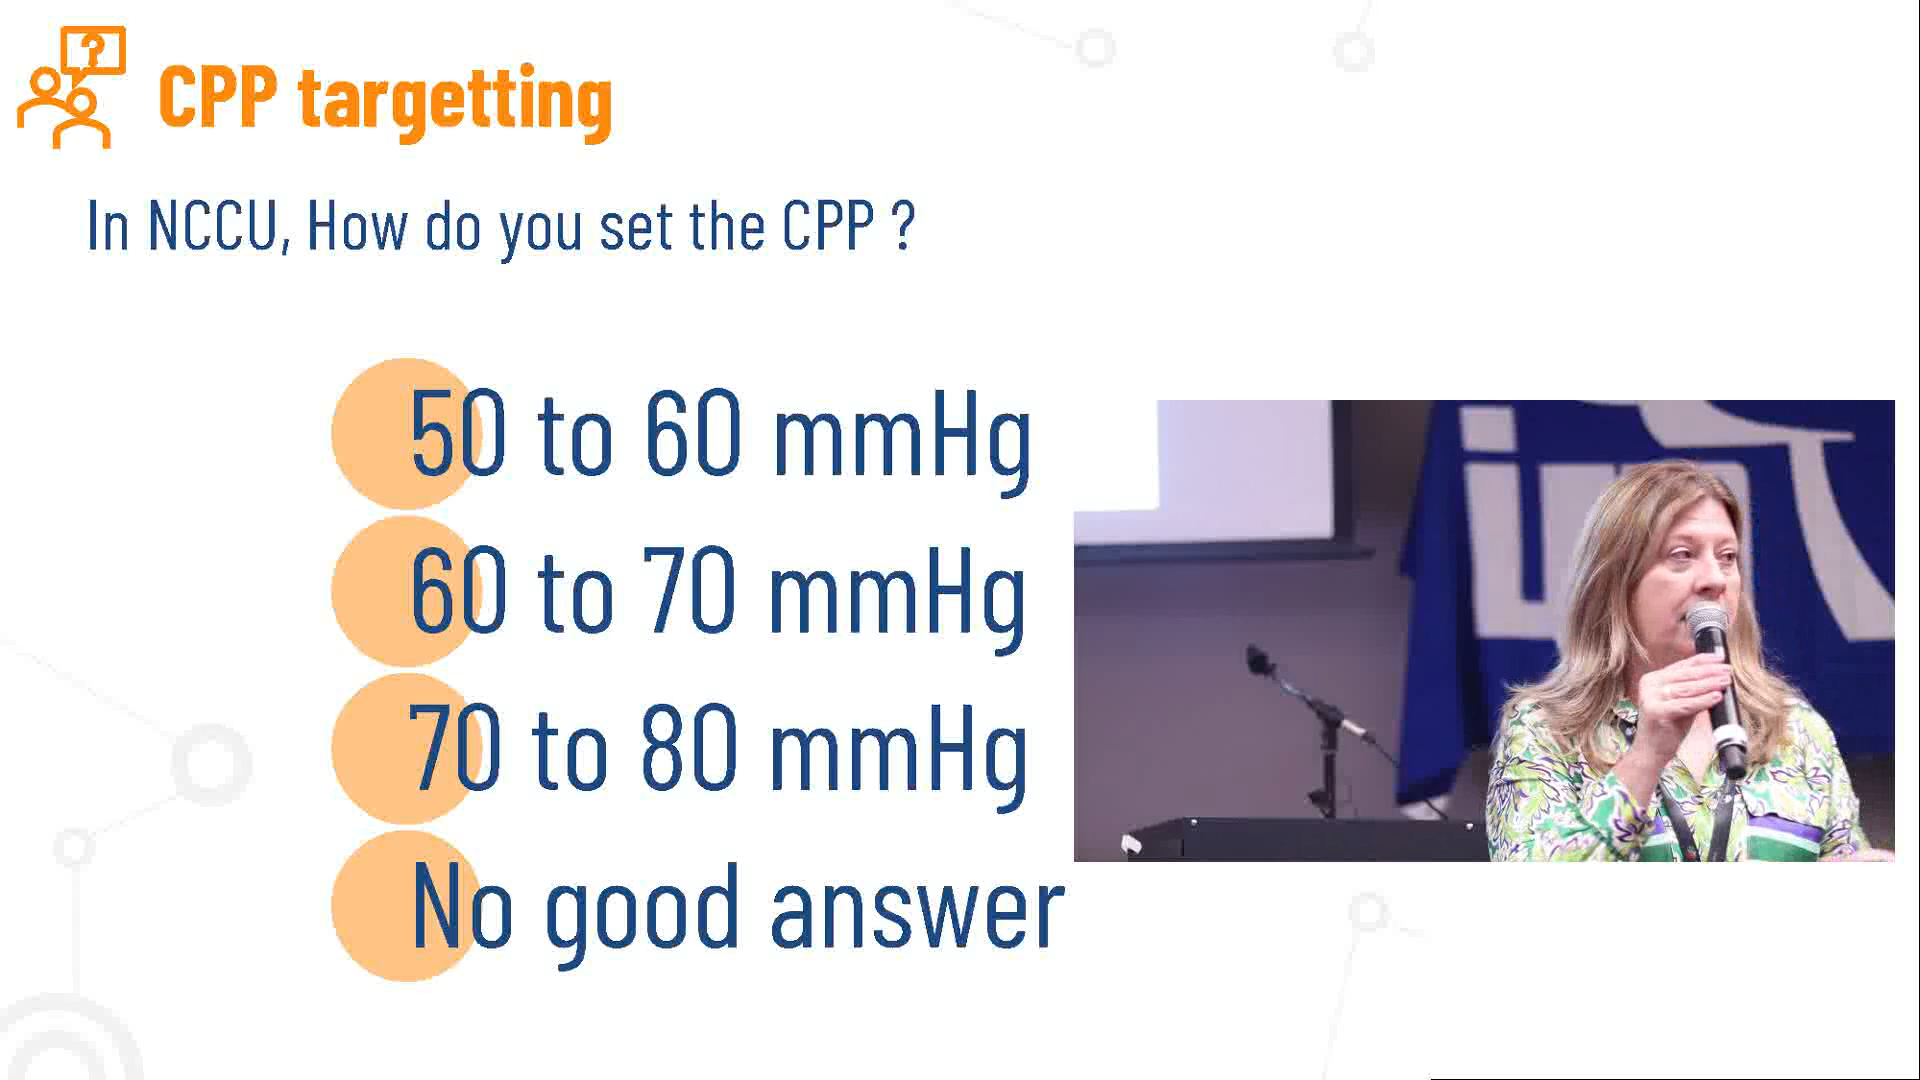 ?
CPP targetting
In NCCU, How do you set the CPP ?
50 to 60 mmHg
60 to 70 mmHg
70 to 80 mmHg
No good answer